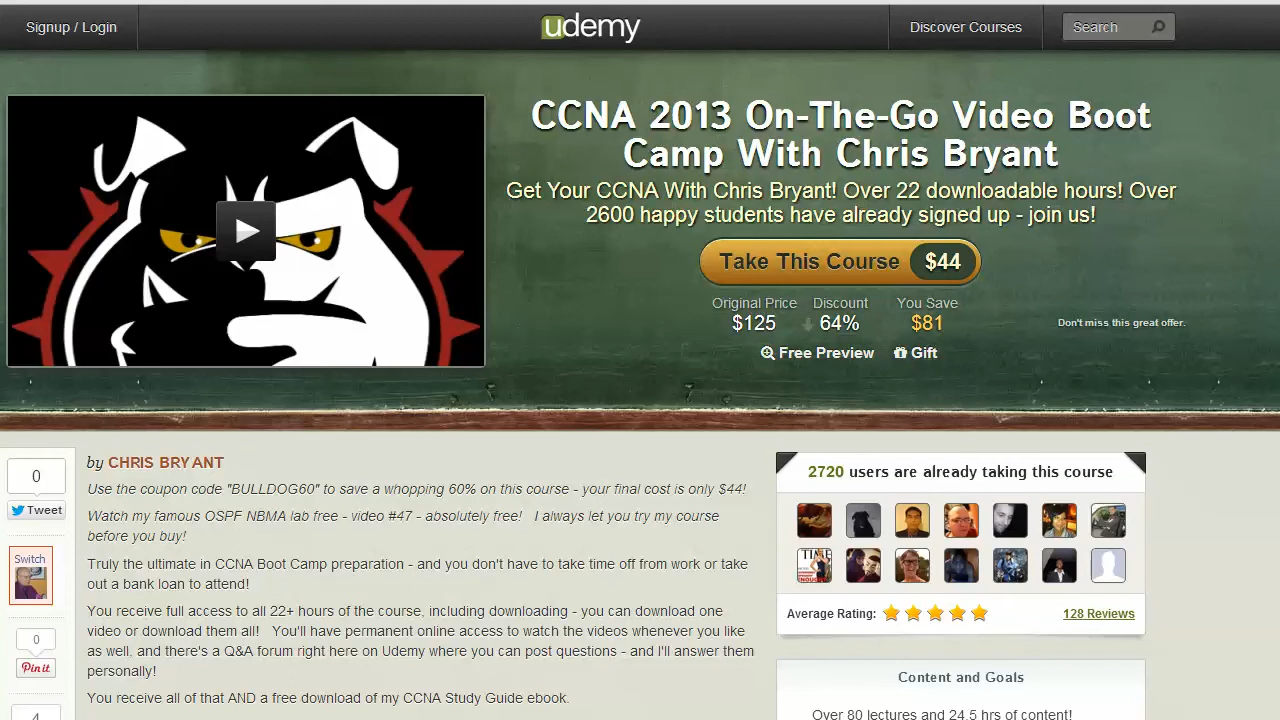 Signup / Login
udemy
Discover Courses
Search
CCNA 2013 On-The-Go Video Boot
Camp With Chris Bryant
Get Your CCNA With Chris Bryant! Over 22 downloadable hours! Over
2600 happy students have already signed up - join us!
Take This Course $44
Original Price Discount You Save
$125 64% $81
Don't miss this great offer.
Free Preview Gift
by CHRIS BRYANT
Use the coupon code "BULLDOG60" to save a whopping 60% on this course - your final cost is only $44!
Watch my famous OSPF NBMA lab free - video #47 - absolutely free! I always let you try my course
before you buy!
Truly the ultimate in CCNA Boot Camp preparation - and you don't have to take time off from work or take
out a bank loan to attend!
You receive full access to all 22+ hours of the course, including downloading - you can download one
video or download them all! You'll have permanent online access to watch the videos whenever you like
as well, and there's a Q&A forum right here on Udemy where you can post questions - and I'll answer them
personally!
You receive all of that AND a free download of my CCNA Study Guide ebook.
0
Tweet
Switch
0
Pin it
4
2720 users are already taking this course
TIME
Average Rating:
128 Reviews
Content and Goals
Over 80 lectures and 24.5 hrs of content!